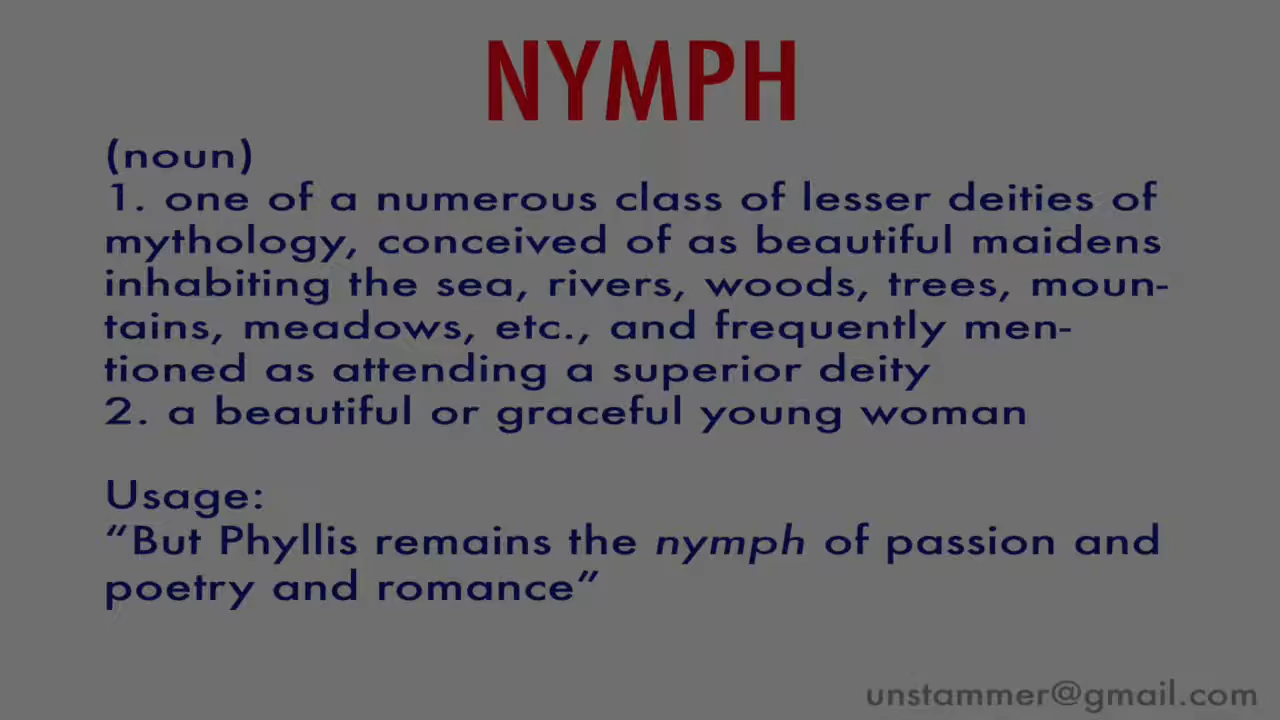 NYMPH
(noun)
1. one of a numerous class of lesser deities of
mythology, conceived of as beautiful maidens
inhabiting the sea, rivers, woods, trees, moun-
tains, meadows, etc., and frequently men-
tioned as attending a superior deity
2. a beautiful or graceful young woman
Usage:
“But Phyllis remains the nymph of passion and
poetry and romance”
unstammer@gmail.com